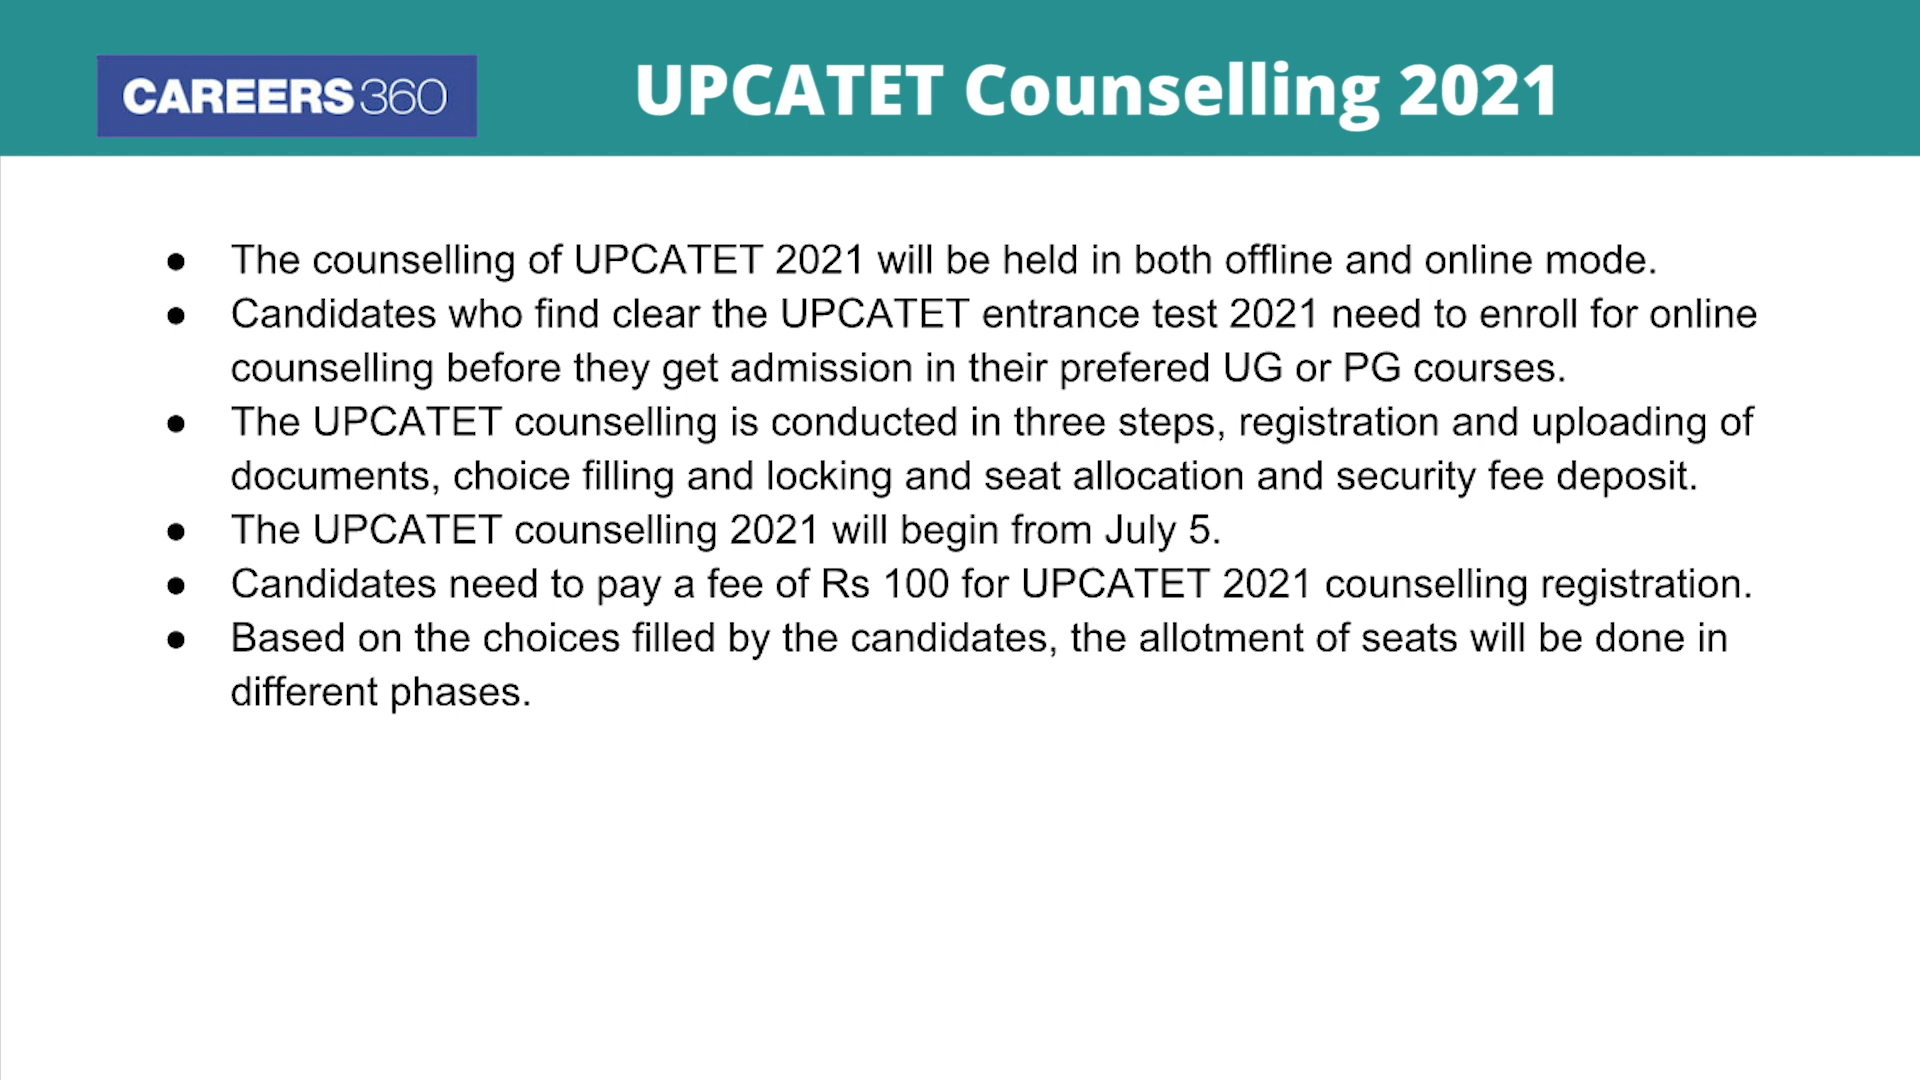 CAREERS360
UPCATET Counselling 2021
● The counselling of UPCATET 2021 will be held in both offline and online mode.
● Candidates who find clear the UPCATET entrance test 2021 need to enroll for online
counselling before they get admission in their prefered UG or PG courses.
● The UPCATET counselling is conducted in three steps, registration and uploading of
documents, choice filling and locking and seat allocation and security fee deposit.
● The UPCATET counselling 2021 will begin from July 5.
● Candidates need to pay a fee of Rs 100 for UPCATET 2021 counselling registration.
● Based on the choices filled by the candidates, the allotment of seats will be done in
different phases.